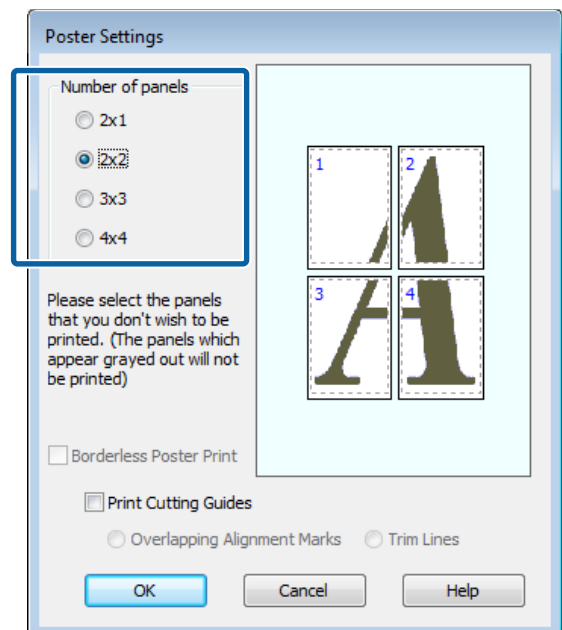 Poster Settings
Number of panels
2x1
2x2
3x3
4x4
1
2
3
4
Please select the panels
that you don't wish to be
printed. (The panels which
appear grayed out will not
be printed)
Borderless Poster Print
Print Cutting Guides
Overlapping Alignment Marks
Trim Lines
OK
Cancel
Help